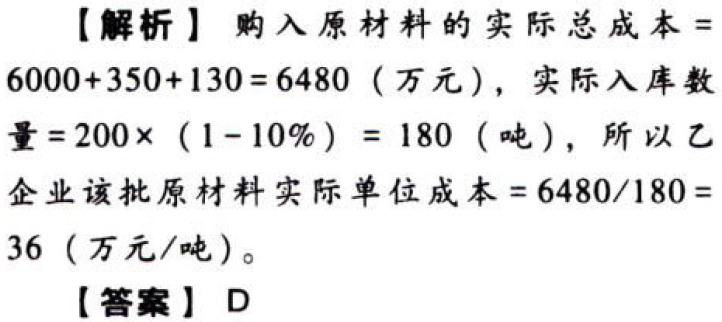 【解析】 购入原材料的实际总成本=
6000+350+130=6480（万元），实际入库数
量=200×（1-10%）=180（吨），所以乙
企业该批原材料实际单位成本=6480/180=
36（万元/吨）。
【答案】 D